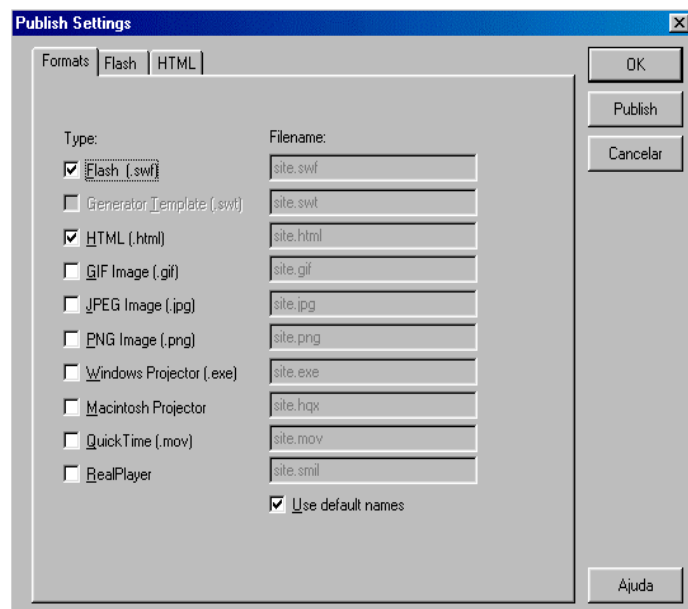 Publish Settings
Formats Flash HTML
OK
Publish
Cancelar
Type: Filename:
Flash (.swf) site.swf
Generator Template (.swt) site.swt
HTML (.html) site.html
GIF Image (.gif) site.gif
JPEG Image (.jpg) site.jpg
PNG Image (.png) site.png
Windows Projector (.exe) site.exe
Macintosh Projector site.hqx
QuickTime (.mov) site.mov
RealPlayer site.smil
Use default names
Ajuda